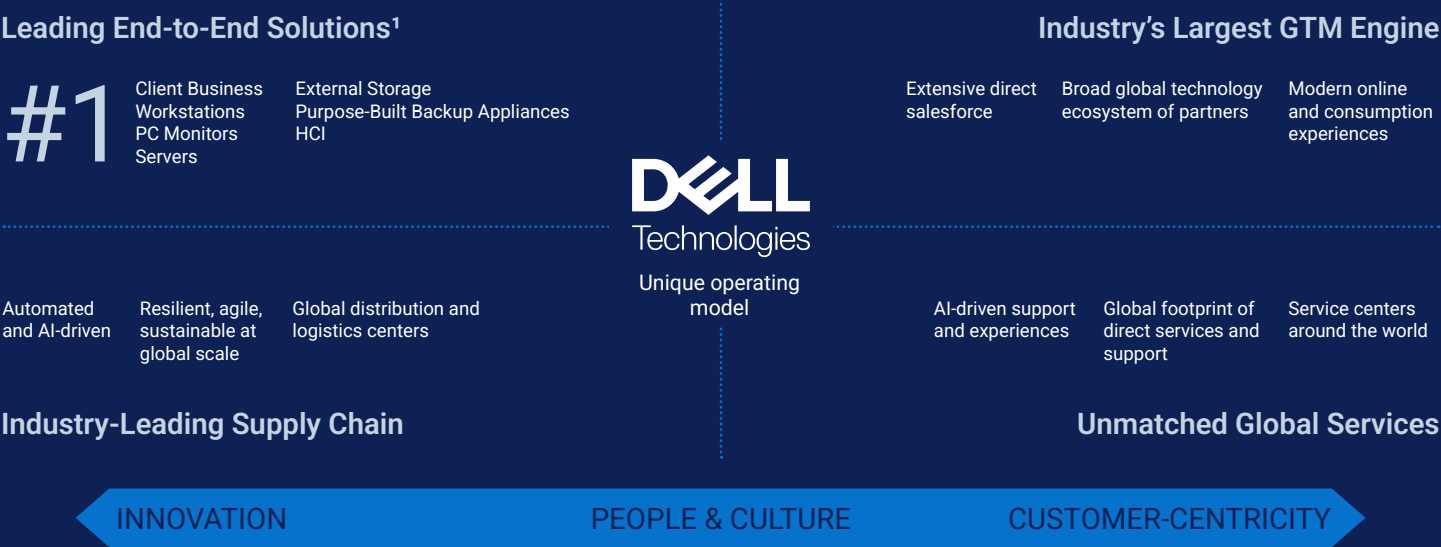 Leading End-to-End Solutions¹
#1
Client Business
Workstations
PC Monitors
Servers
External Storage
Purpose-Built Backup Appliances
HCI
Industry’s Largest GTM Engine
Extensive direct
salesforce
Broad global technology
ecosystem of partners
Modern online
and consumption
experiences
DELL
Technologies
Unique operating
model
Automated
and AI-driven
Resilient, agile,
sustainable at
global scale
Global distribution and
logistics centers
Industry-Leading Supply Chain
AI-driven support
and experiences
Global footprint of
direct services and
support
Service centers
around the world
Unmatched Global Services
INNOVATION
PEOPLE & CULTURE
CUSTOMER-CENTRICITY